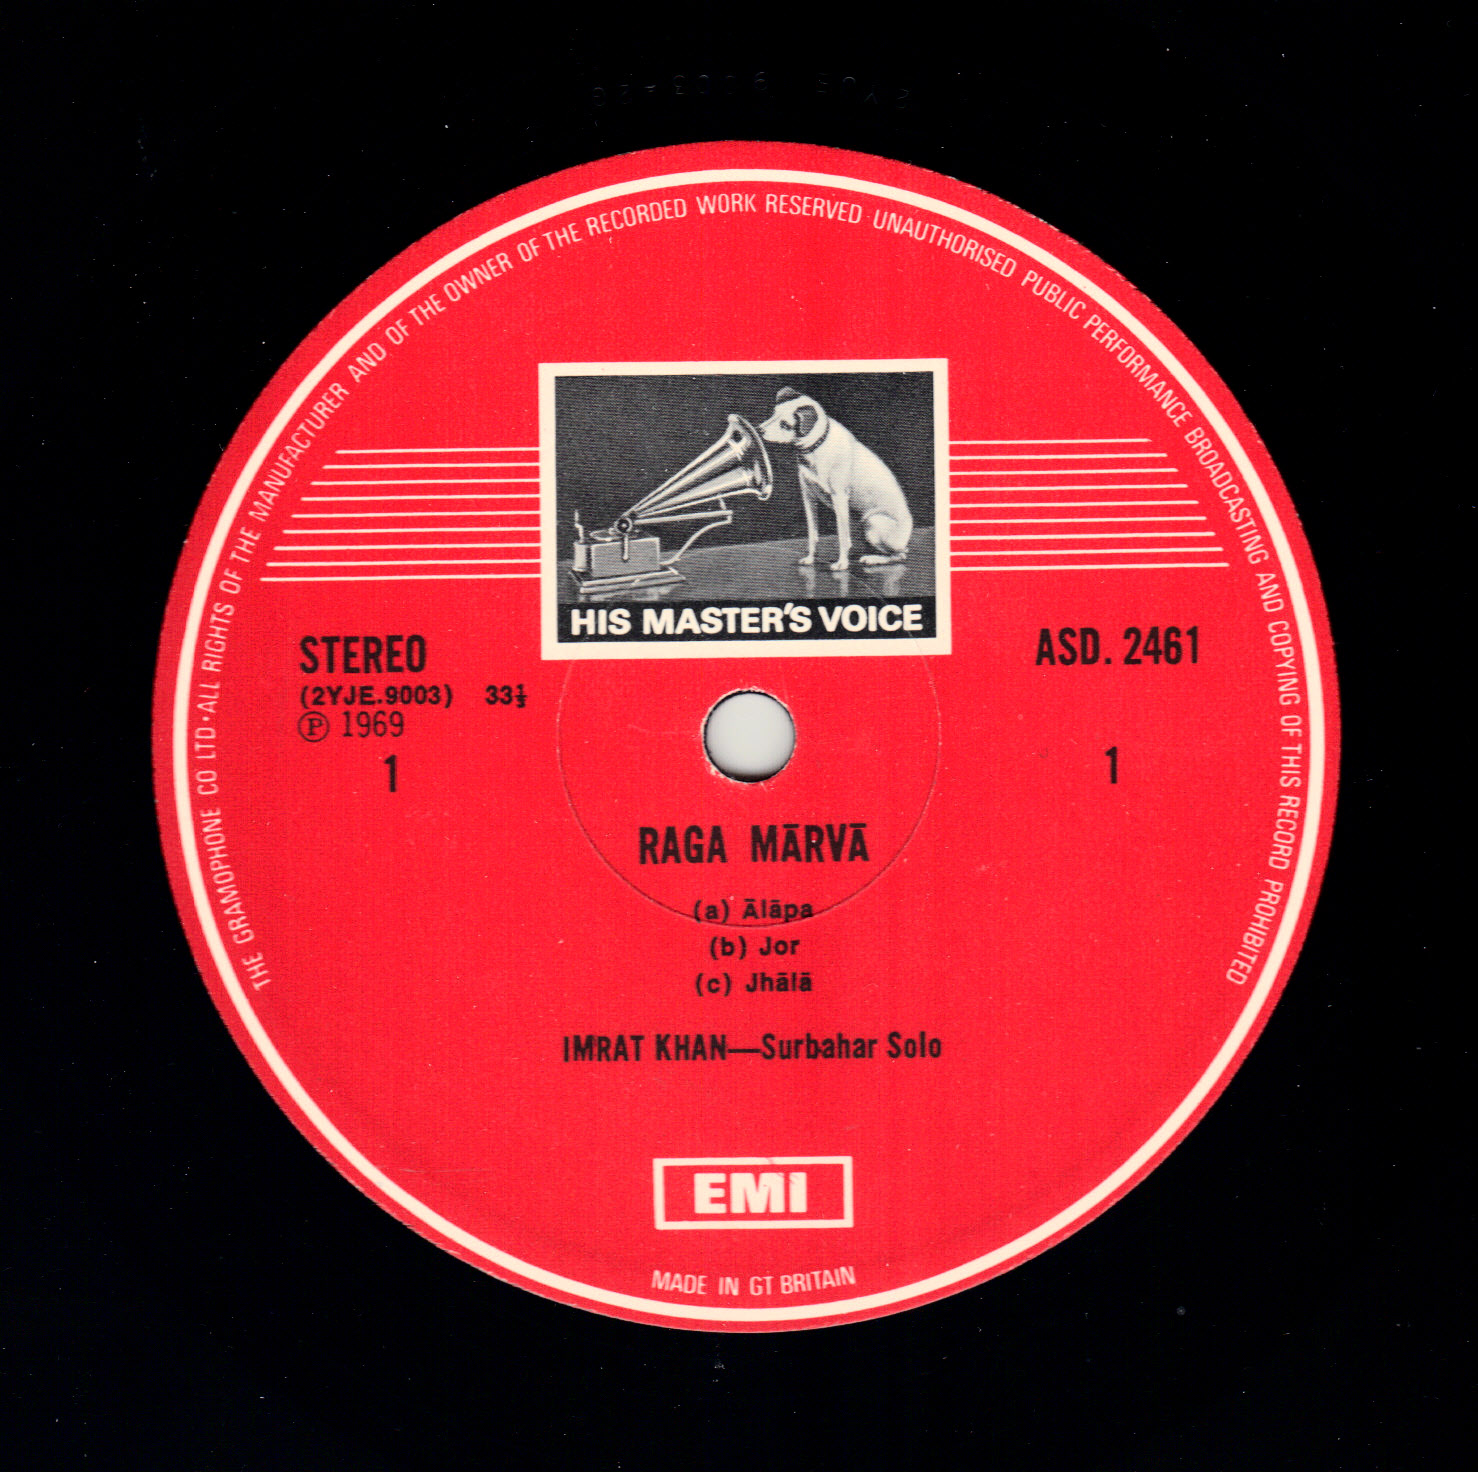 THE GRAMOPHONE CO LTD · ALL RIGHTS OF THE MANUFACTURER AND OF THE OWNER OF THE RECORDED WORK RESERVED UNAUTHORISED PUBLIC PERFORMANCE BROADCASTING AND COPYING OF THIS RECORD PROHIBITED
HIS MASTER'S VOICE
STEREO
(2YJE.9003) 33⅓
℗ 1969
1
ASD. 2461
1
RAGA MĀRVĀ
(a) Ālāpa
(b) Jor
(c) Jhālā
IMRAT KHAN—Surbahar Solo
EMI
MADE IN GT BRITAIN